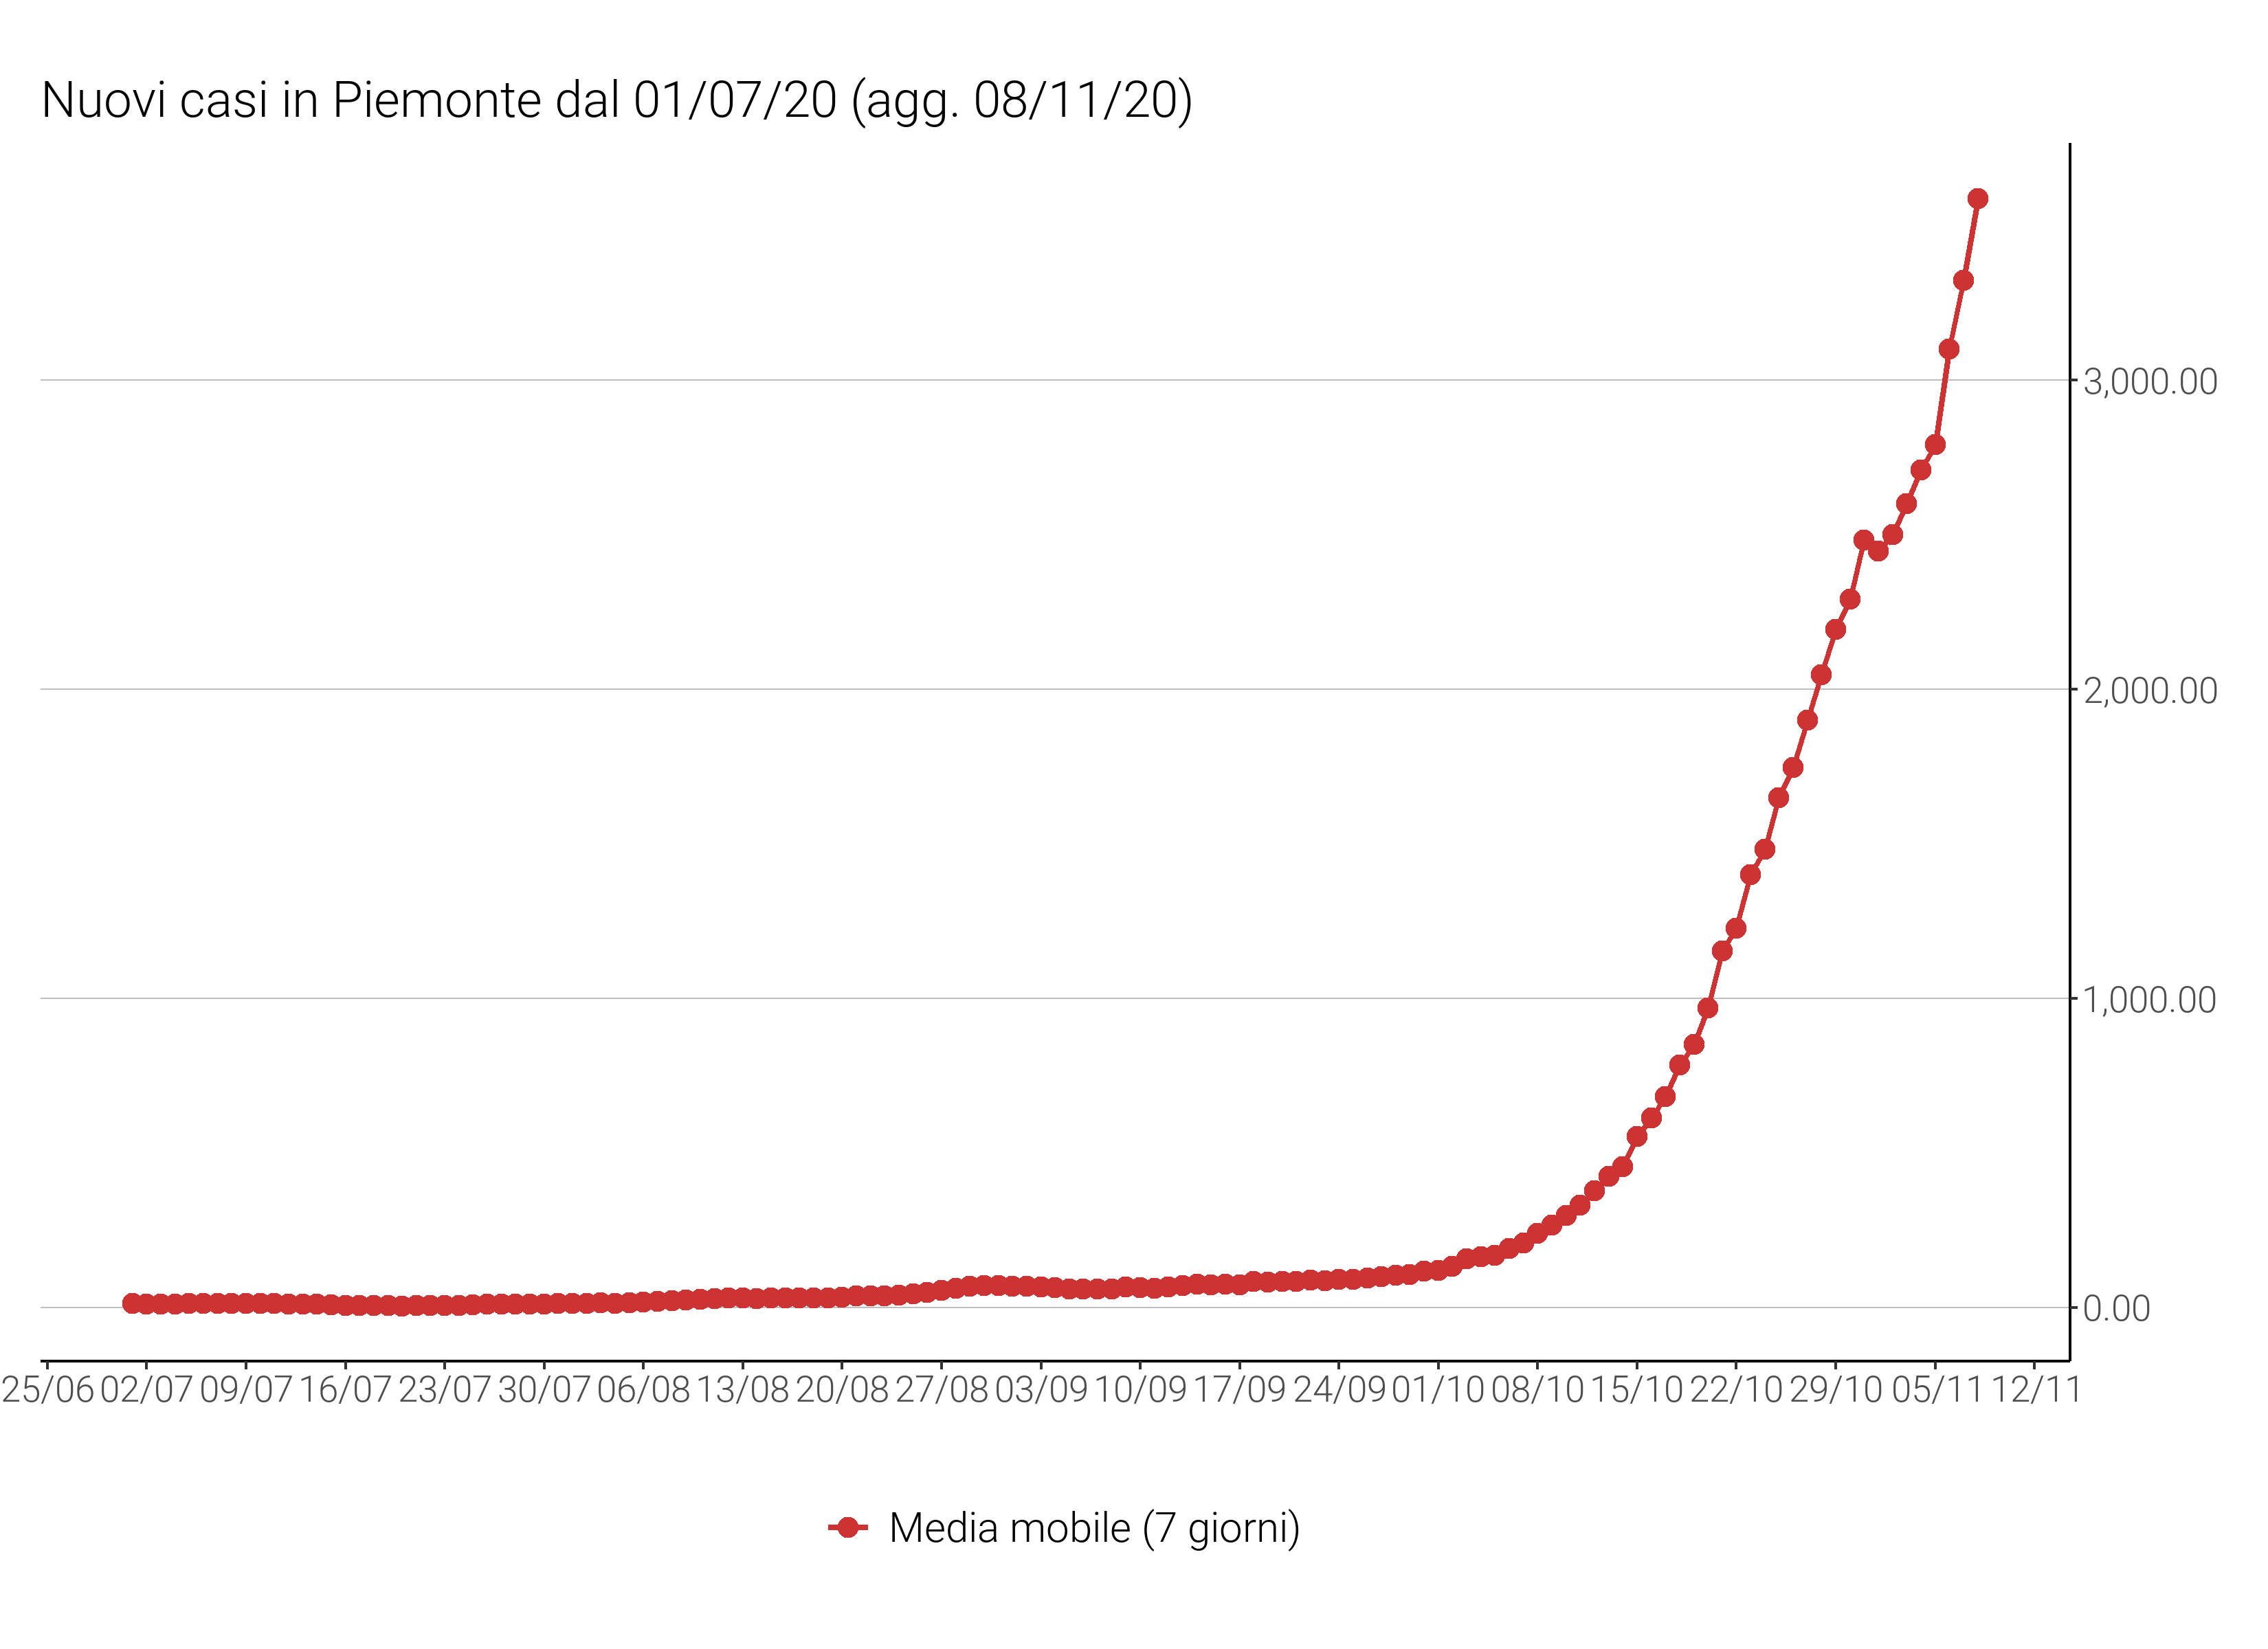 Nuovi casi in Piemonte dal 01/07/20 (agg. 08/11/20)
3,000.00
2,000.00
1,000.00
0.00
25/06 02/07 09/07 16/07 23/07 30/07 06/08 13/08 20/08 27/08 03/09 10/09 17/09 24/09 01/10 08/10 15/10 22/10 29/10 05/11 12/11
Media mobile (7 giorni)